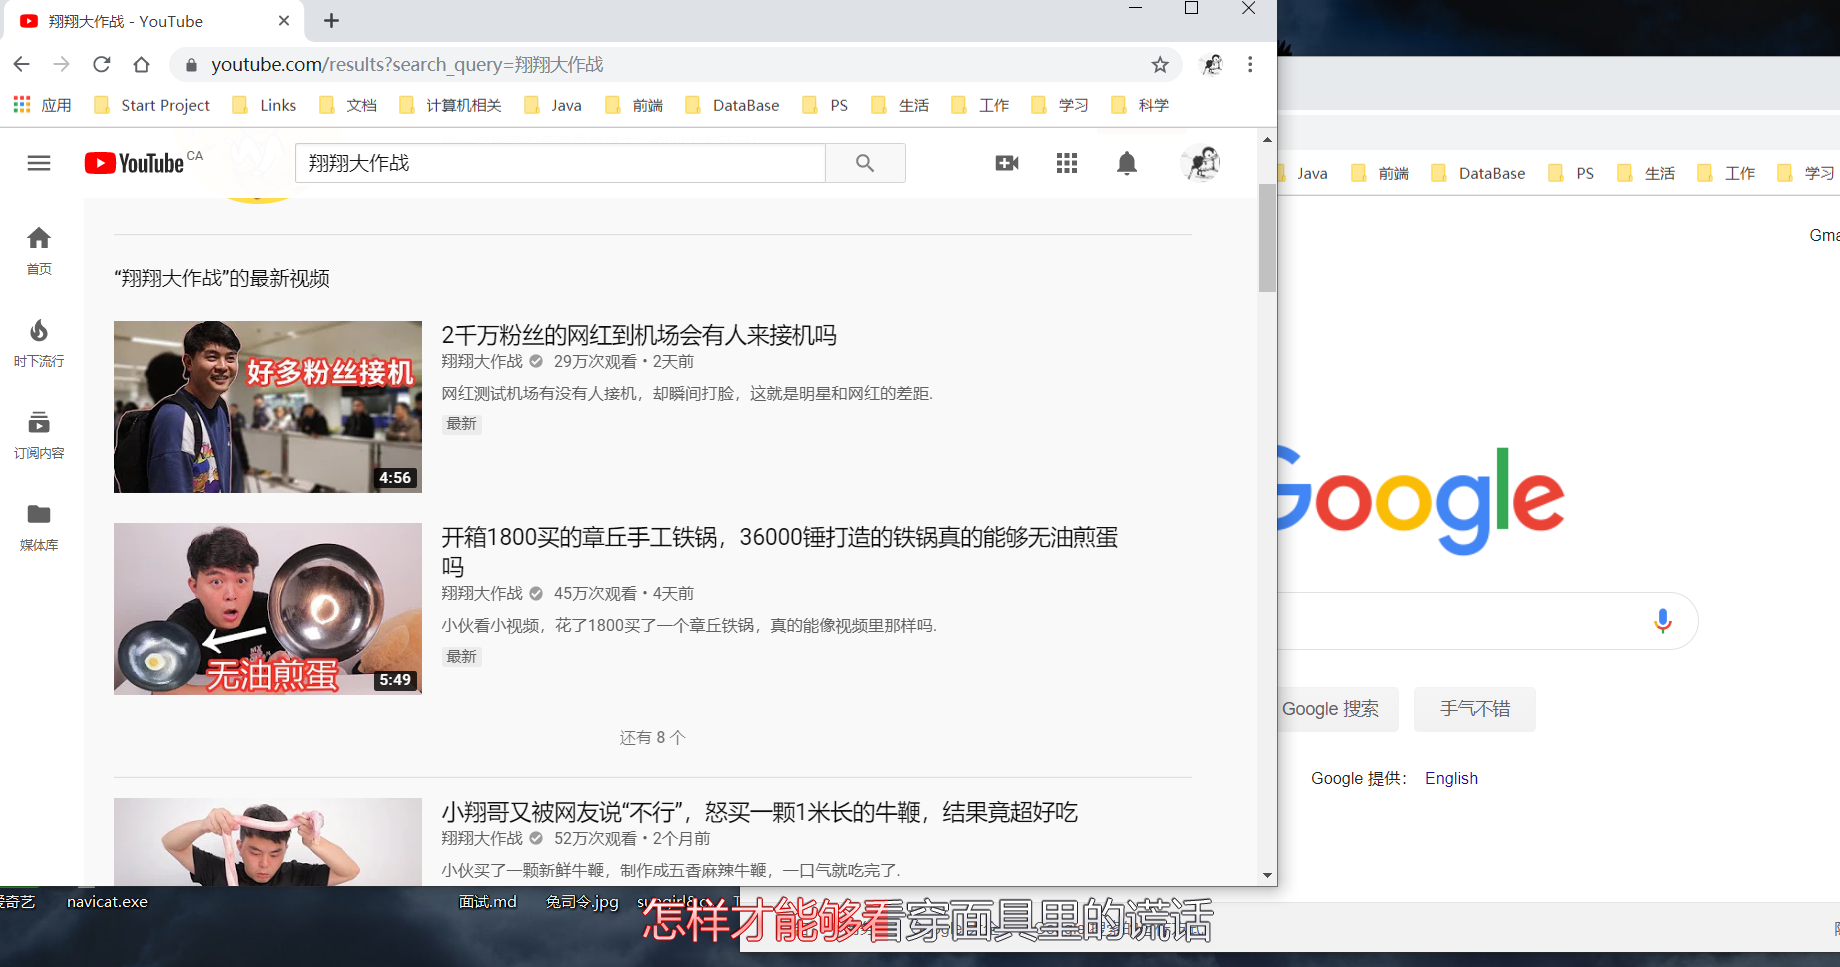 翔翔大作战 - YouTube
youtube.com/results?search_query=翔翔大作战
应用 Start Project Links 文档 计算机相关 Java 前端 DataBase PS 生活 工作 学习 科学
YouTube CA
翔翔大作战
首页
时下流行
订阅内容
媒体库
“翔翔大作战”的最新视频
好多粉丝接机
4:56
2千万粉丝的网红到机场会有人来接机吗
翔翔大作战 29万次观看・2天前
网红测试机场有没有人接机，却瞬间打脸，这就是明星和网红的差距.
最新
无油煎蛋
5:49
开箱1800买的章丘手工铁锅，36000锤打造的铁锅真的能够无油煎蛋
吗
翔翔大作战 45万次观看・4天前
小伙看小视频，花了1800买了一个章丘铁锅，真的能像视频里那样吗.
最新
还有 8 个
小翔哥又被网友说“不行”，怒买一颗1米长的牛鞭，结果竟超好吃
翔翔大作战 52万次观看・2个月前
小伙买了一颗新鲜牛鞭，制作成五香麻辣牛鞭，一口气就吃完了.
Java 前端 DataBase PS 生活 工作 学习
Gma
Google
Google 搜索 手气不错
Google 提供： English
爱奇艺 navicat.exe 面试.md 兔司令.jpg
怎样才能够看穿面具里的谎话